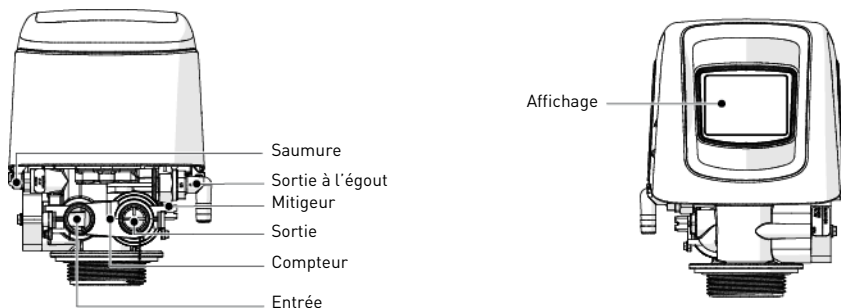 Saumure
Sortie à l'égout
Mitigeur
Sortie
Compteur
Entrée
Affichage